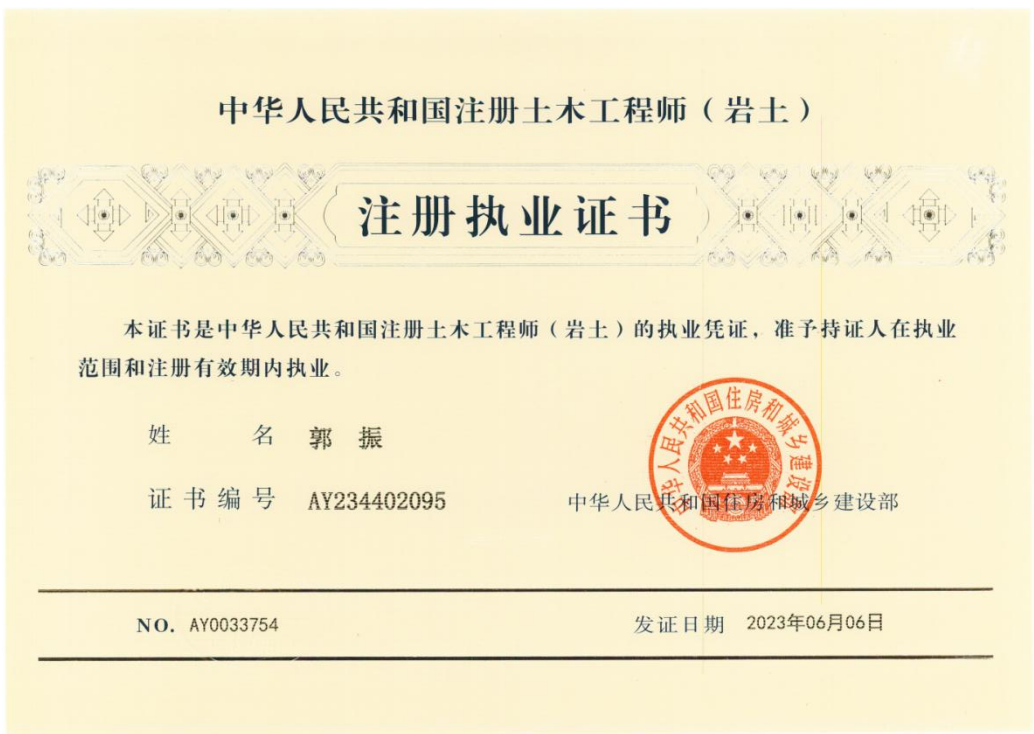 中华人民共和国注册土木工程师（岩土）
注册执业证书
本证书是中华人民共和国注册土木工程师（岩土）的执业凭证，准予持证人在执业
范围和注册有效期内执业。
姓 名 郭 振
证书编号 AY234402095
中华人民共和国住房和城乡建设部
中华人民共和国住房和城乡建设部
NO. AY0033754
发证日期 2023年06月06日